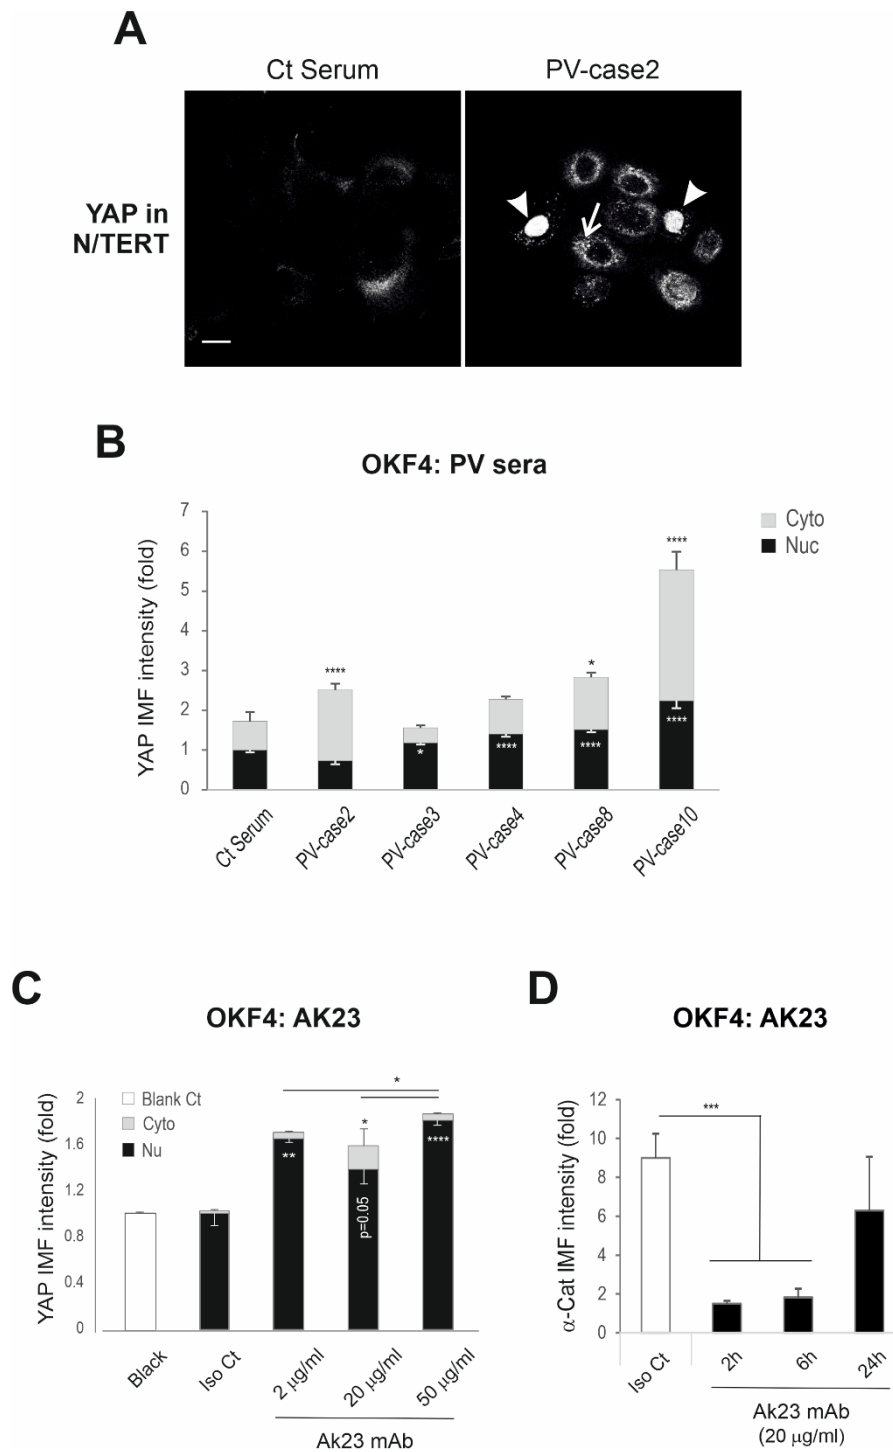 A
Ct Serum
PV-case2
YAP in
N/TERT
B
OKF4: PV sera
YAP IMF intensity (fold)
7
6
5
4
3
2
1
0
****
*
****
*
****
****
****
Cyto
Nuc
Ct Serum
PV-case2
PV-case3
PV-case4
PV-case8
PV-case10
C
OKF4: AK23
YAP IMF intensity (fold)
2
1.6
1.2
0.8
0.4
0
Blank Ct
Cyto
Nu
*
*
**
p=0.05
****
Black
Iso Ct
2 µg/ml
20 µg/ml
50 µg/ml
Ak23 mAb
D
OKF4: AK23
α-Cat IMF intensity (fold)
12
10
8
6
4
2
0
***
Iso Ct
2h
6h
24h
Ak23 mAb
(20 µg/ml)